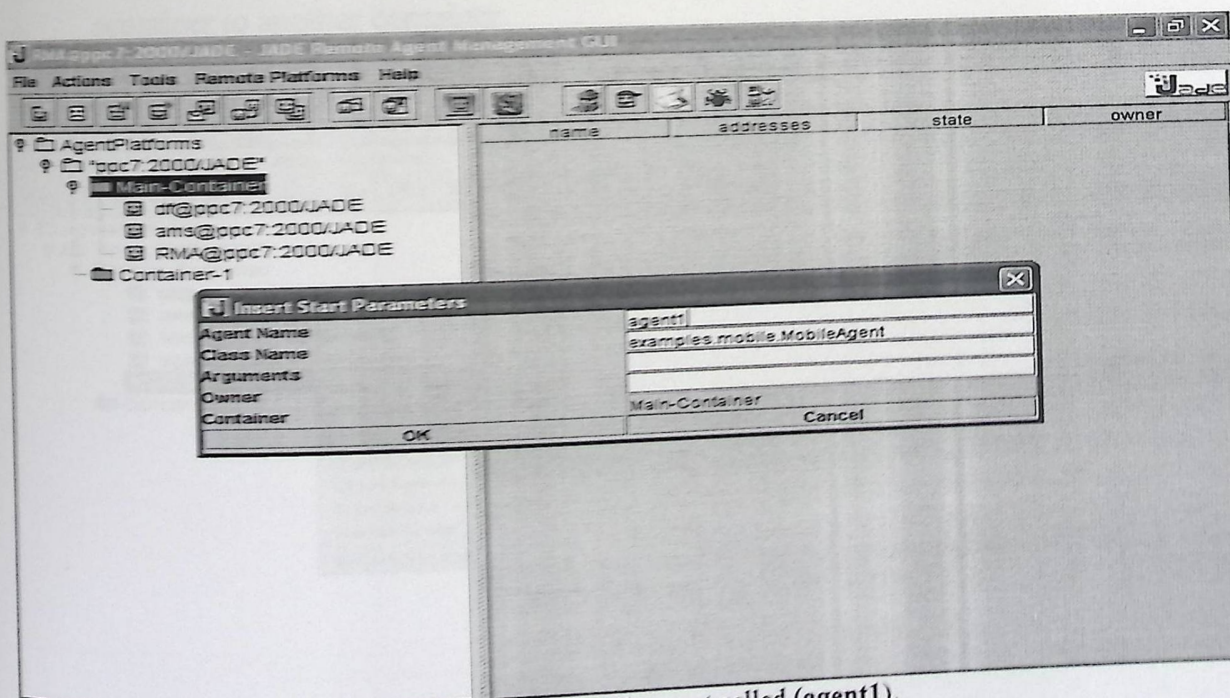 RMA@ppc7:2000/JADE - JADE Remote Agent Management GUI
File Actions Tools Remote Platforms Help
Jade
name addresses state owner
AgentPlatforms
"ppc7:2000/JADE"
Main-Container
df@ppc7:2000/JADE
ams@ppc7:2000/JADE
RMA@ppc7:2000/JADE
Container-1
Insert Start Parameters
Agent Name agent1
Class Name examples.mobile.MobileAgent
Arguments
Owner
Container Main-Container
OK Cancel
called (agent1).